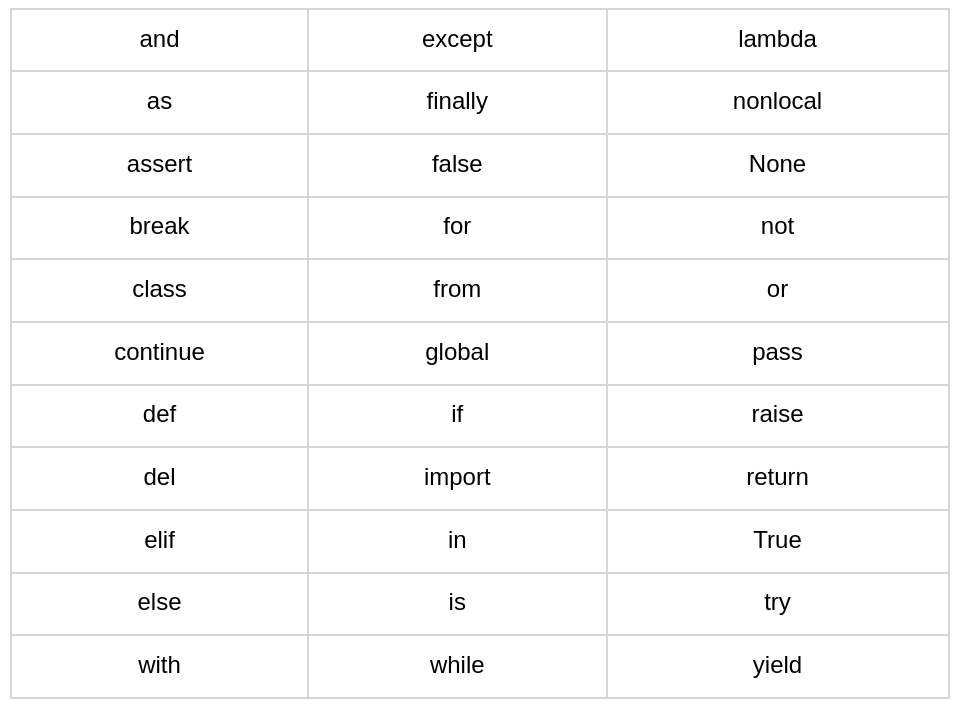 and except lambda
as finally nonlocal
assert false None
break for not
class from or
continue global pass
def if raise
del import return
elif in True
else is try
with while yield